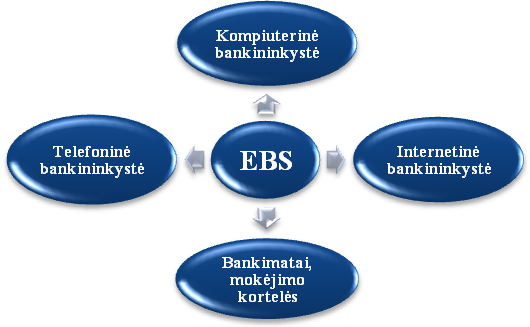 Kompiuterinė
bankininkystė
Telefoninė
bankininkystė
EBS
Internetinė
bankininkystė
Bankimatai,
mokėjimo
kortelės